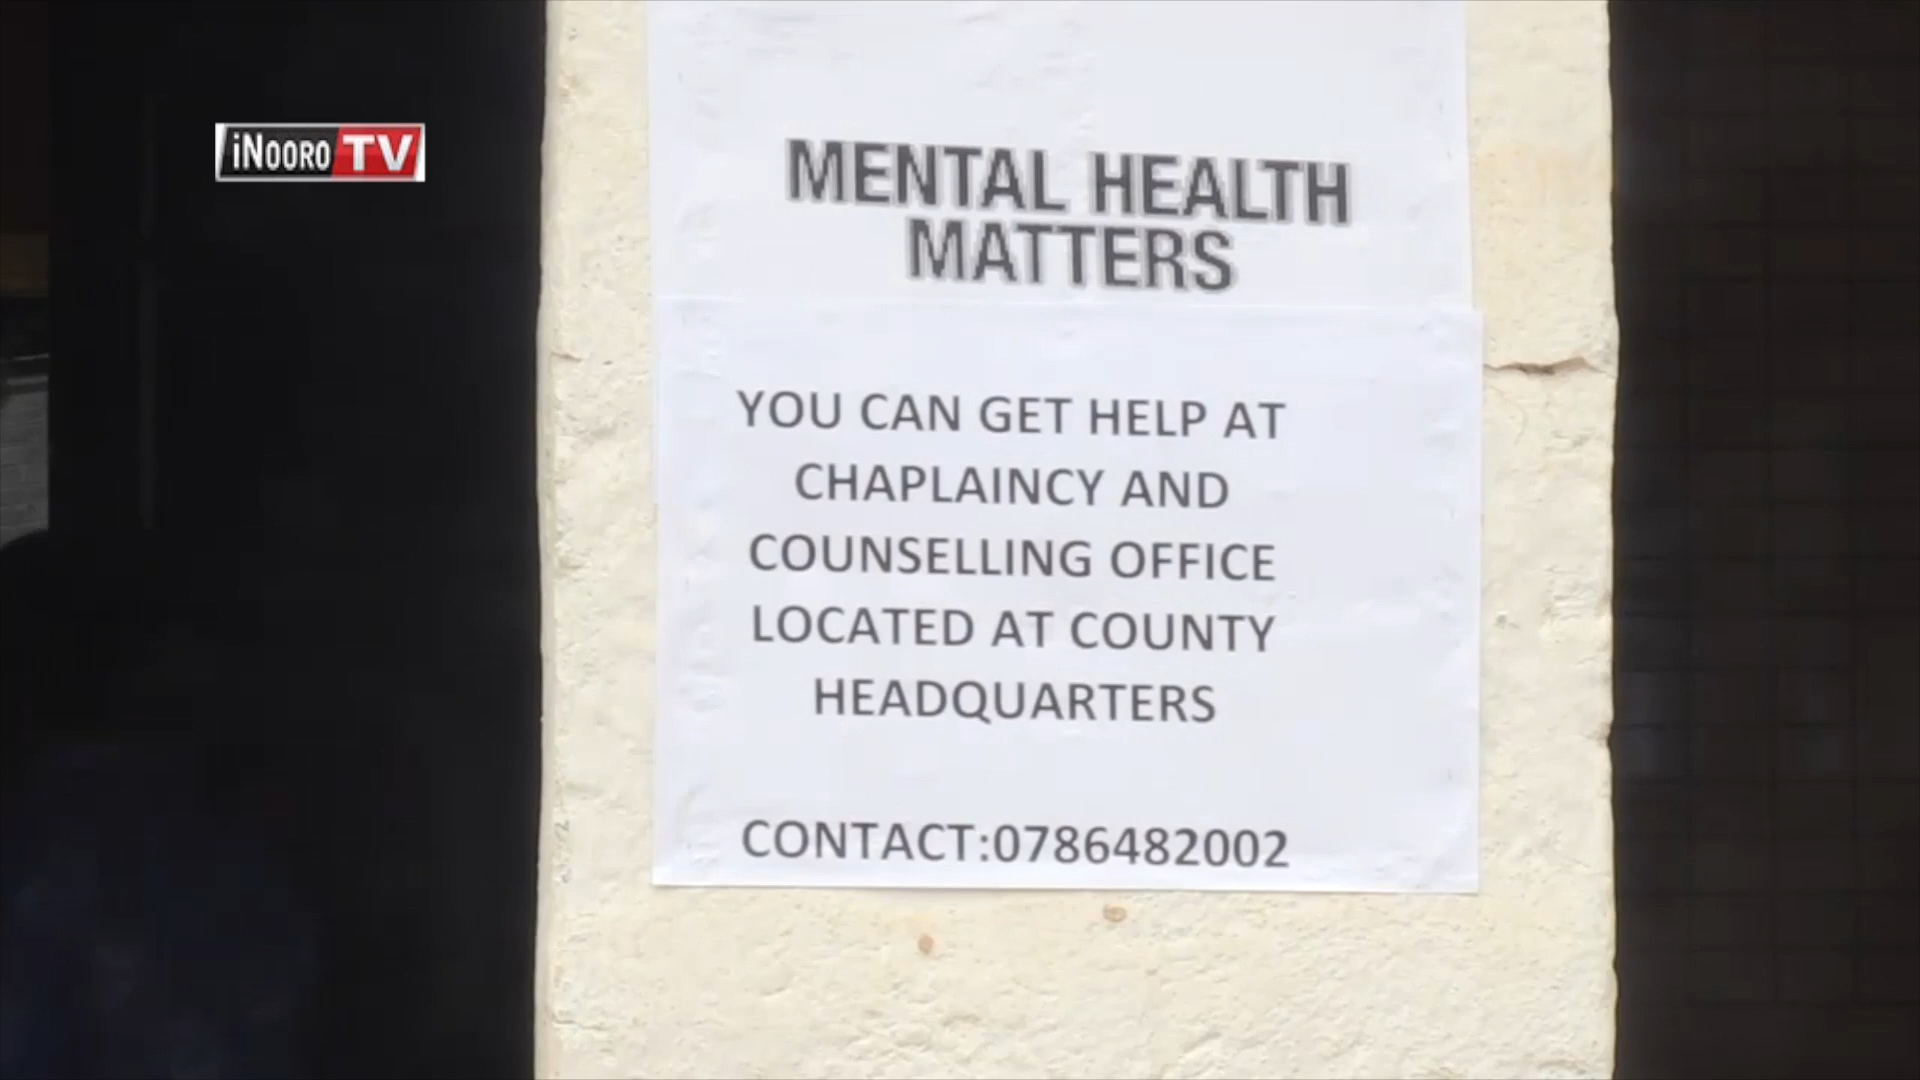 iNOORO TV
MENTAL HEALTH
MATTERS
YOU CAN GET HELP AT
CHAPLAINCY AND
COUNSELLING OFFICE
LOCATED AT COUNTY
HEADQUARTERS
CONTACT:0786482002